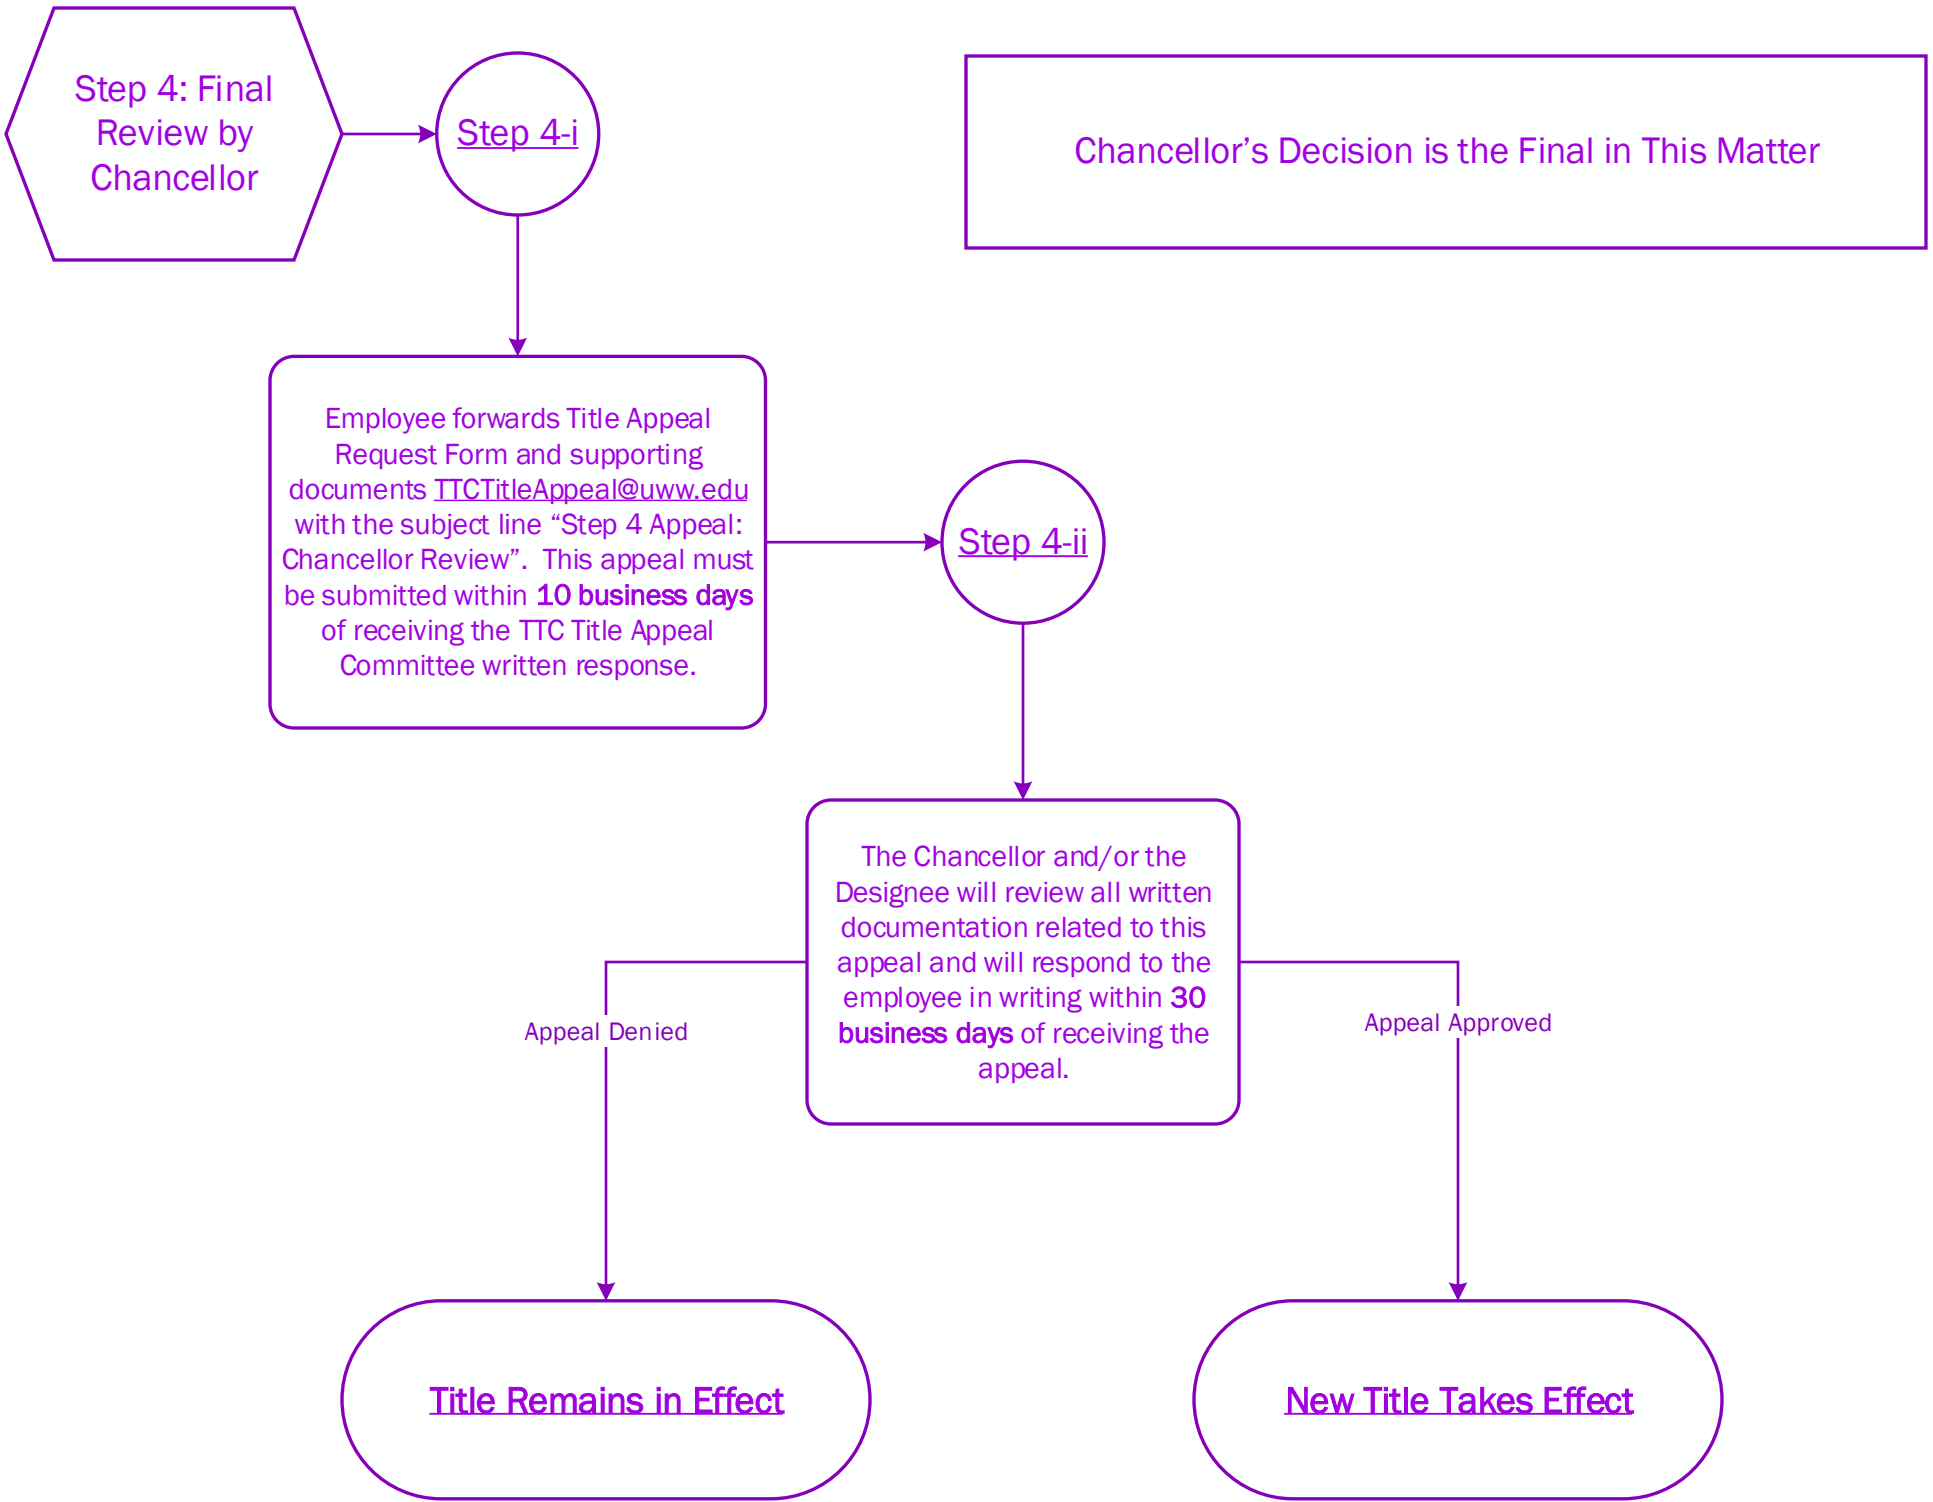 Step 4: Final
Review by
Chancellor
Step 4-i
Chancellor’s Decision is the Final in This Matter
Employee forwards Title Appeal
Request Form and supporting
documents TTCTitleAppeal@uww.edu
with the subject line “Step 4 Appeal:
Chancellor Review”.  This appeal must
be submitted within 10 business days
of receiving the TTC Title Appeal
Committee written response.
Step 4-ii
The Chancellor and/or the
Designee will review all written
documentation related to this
appeal and will respond to the
employee in writing within 30
business days of receiving the
appeal.
Appeal Denied
Appeal Approved
Title Remains in Effect
New Title Takes Effect